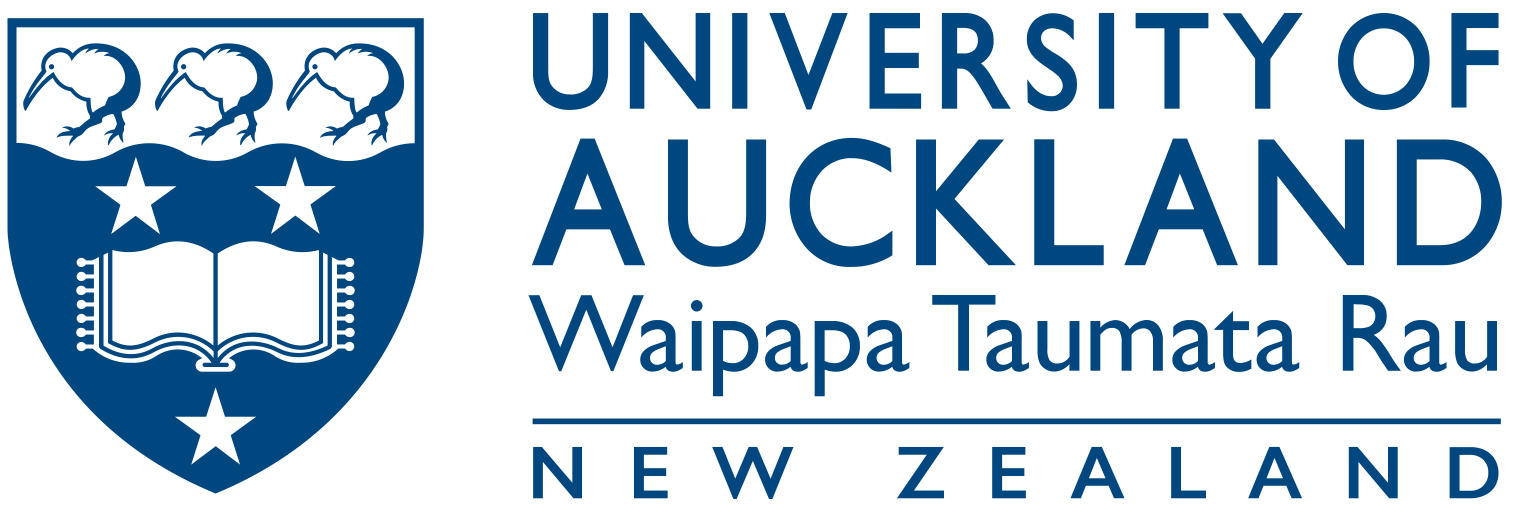 UNIVERSITY OF
AUCKLAND
Waipapa Taumata Rau
NEW ZEALAND